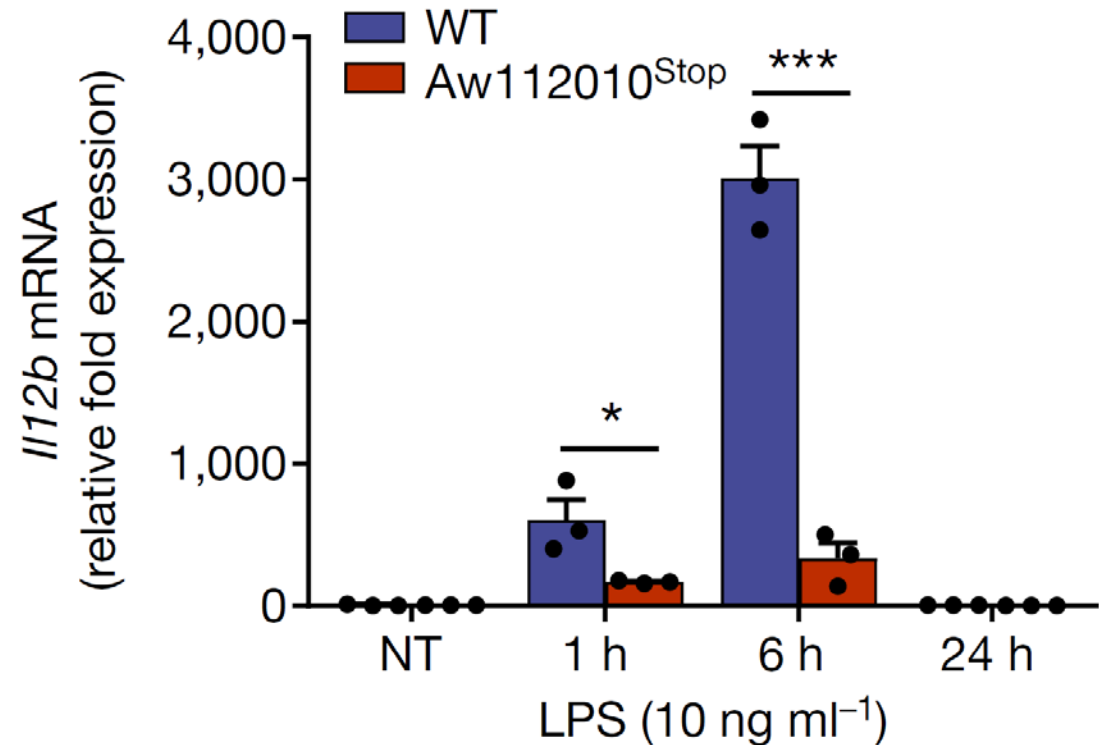 WT
Aw112010Stop
Il12b mRNA
(relative fold expression)
4,000
3,000
2,000
1,000
0
***
*
NT
1 h
6 h
24 h
LPS (10 ng ml⁻¹)